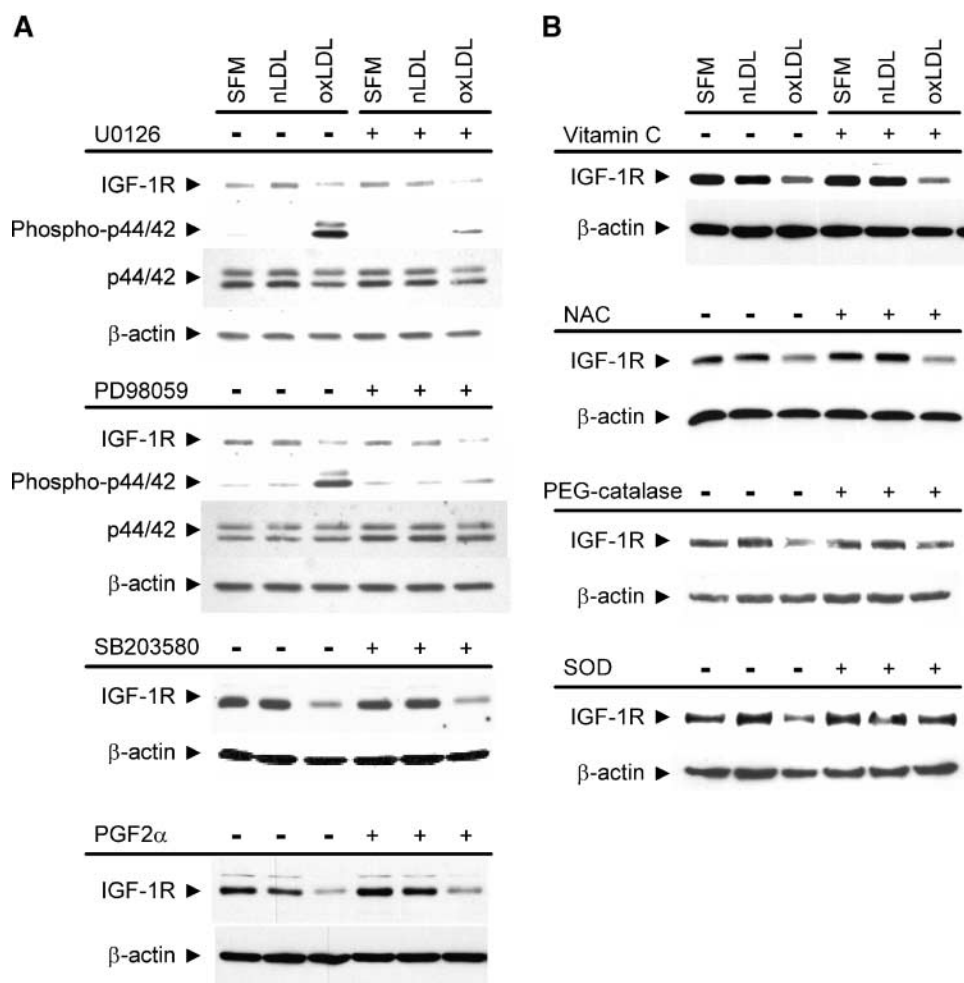 A
SFM nLDL oxLDL SFM nLDL oxLDL
U0126 - - - + + +
IGF-1R ►
Phospho-p44/42 ►
p44/42 ►
β-actin ►
PD98059 - - - + + +
IGF-1R ►
Phospho-p44/42 ►
p44/42 ►
β-actin ►
SB203580 - - - + + +
IGF-1R ►
β-actin ►
PGF2α - - - + + +
IGF-1R ►
β-actin ►
B
SFM nLDL oxLDL SFM nLDL oxLDL
Vitamin C - - - + + +
IGF-1R ►
β-actin ►
NAC - - - + + +
IGF-1R ►
β-actin ►
PEG-catalase - - - + + +
IGF-1R ►
β-actin ►
SOD - - - + + +
IGF-1R ►
β-actin ►